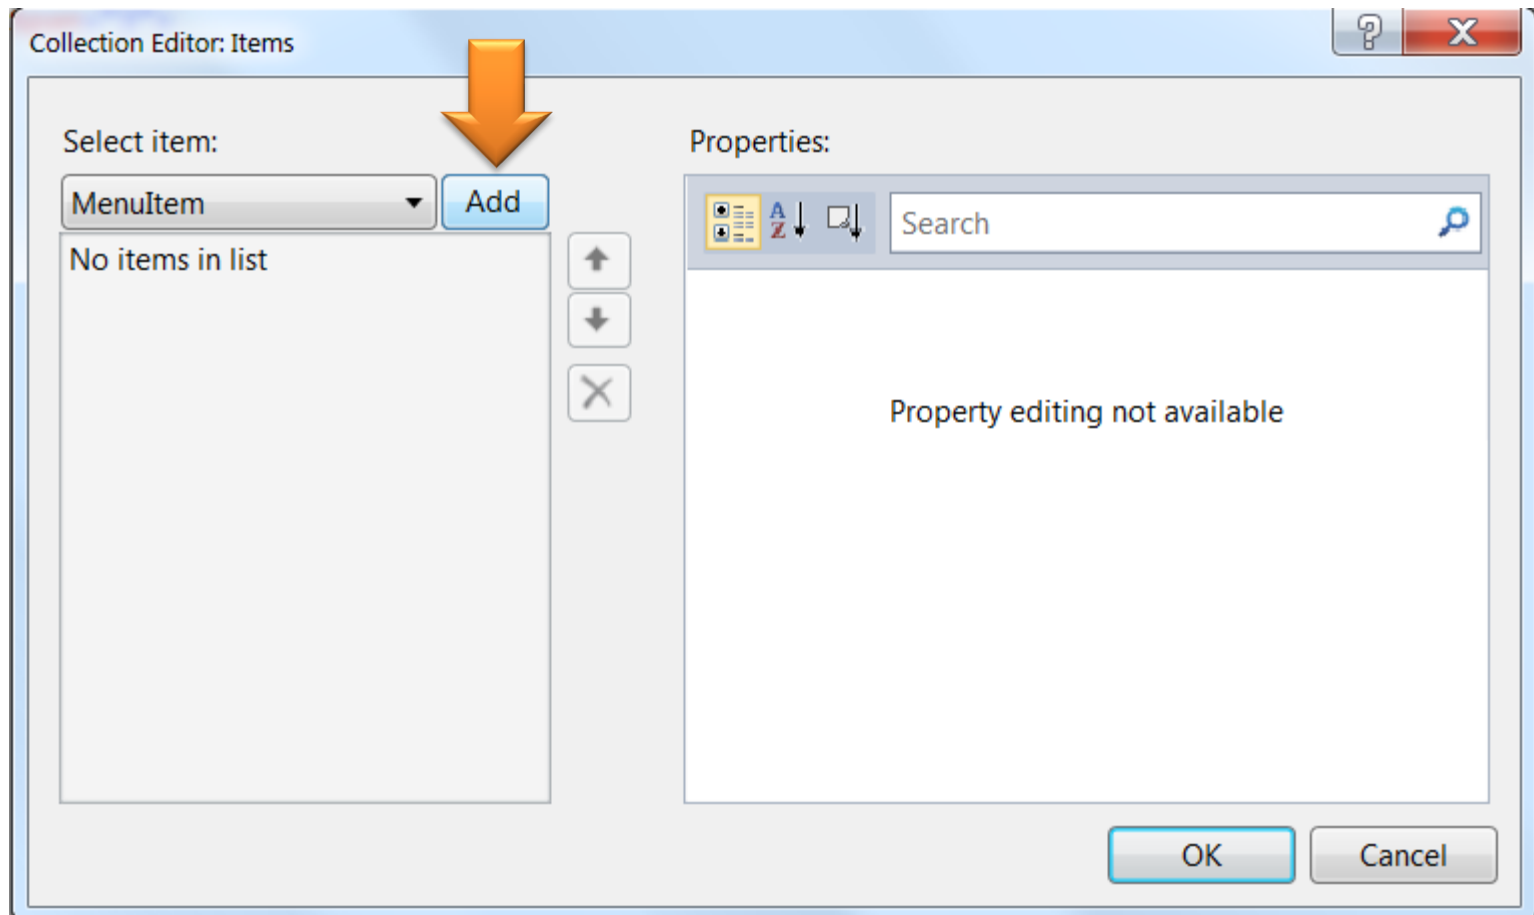 Collection Editor: Items
Select item:
MenuItem
Add
No items in list
Properties:
A
Z
Search
Property editing not available
OK
Cancel